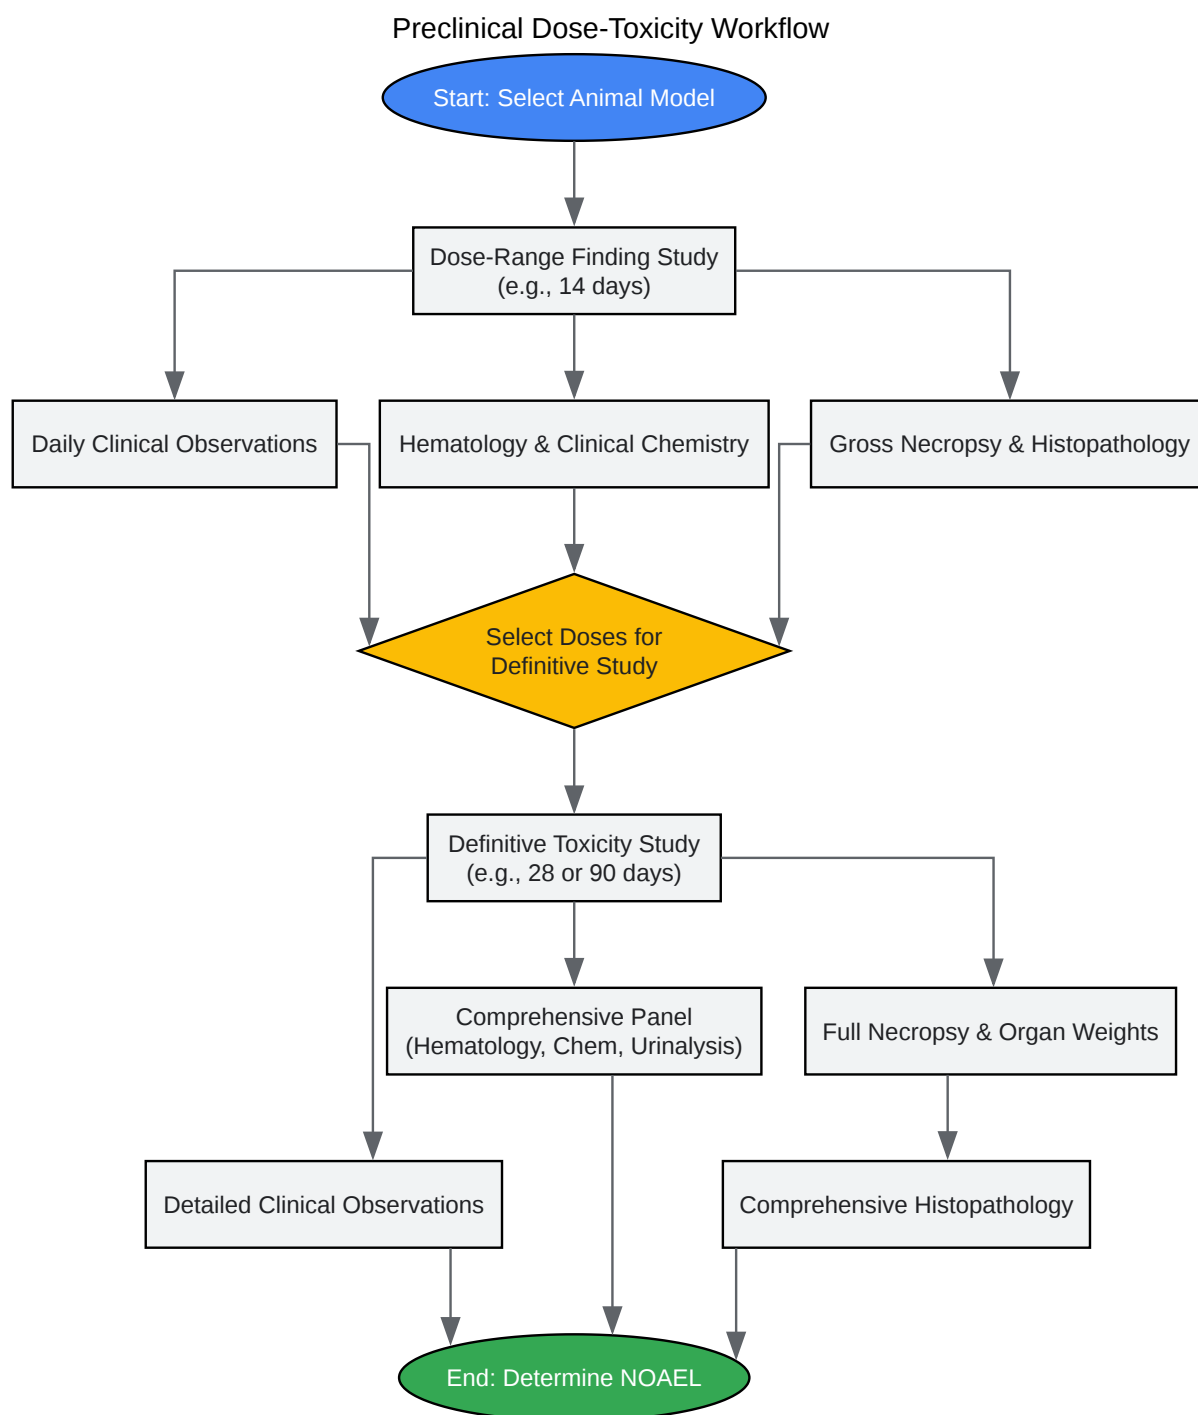 Preclinical Dose-Toxicity Workflow
Start: Select Animal Model
Dose-Range Finding Study
(e.g., 14 days)
Daily Clinical Observations
Hematology & Clinical Chemistry
Gross Necropsy & Histopathology
Select Doses for
Definitive Study
Definitive Toxicity Study
(e.g., 28 or 90 days)
Comprehensive Panel
(Hematology, Chem, Urinalysis)
Full Necropsy & Organ Weights
Detailed Clinical Observations
Comprehensive Histopathology
End: Determine NOAEL